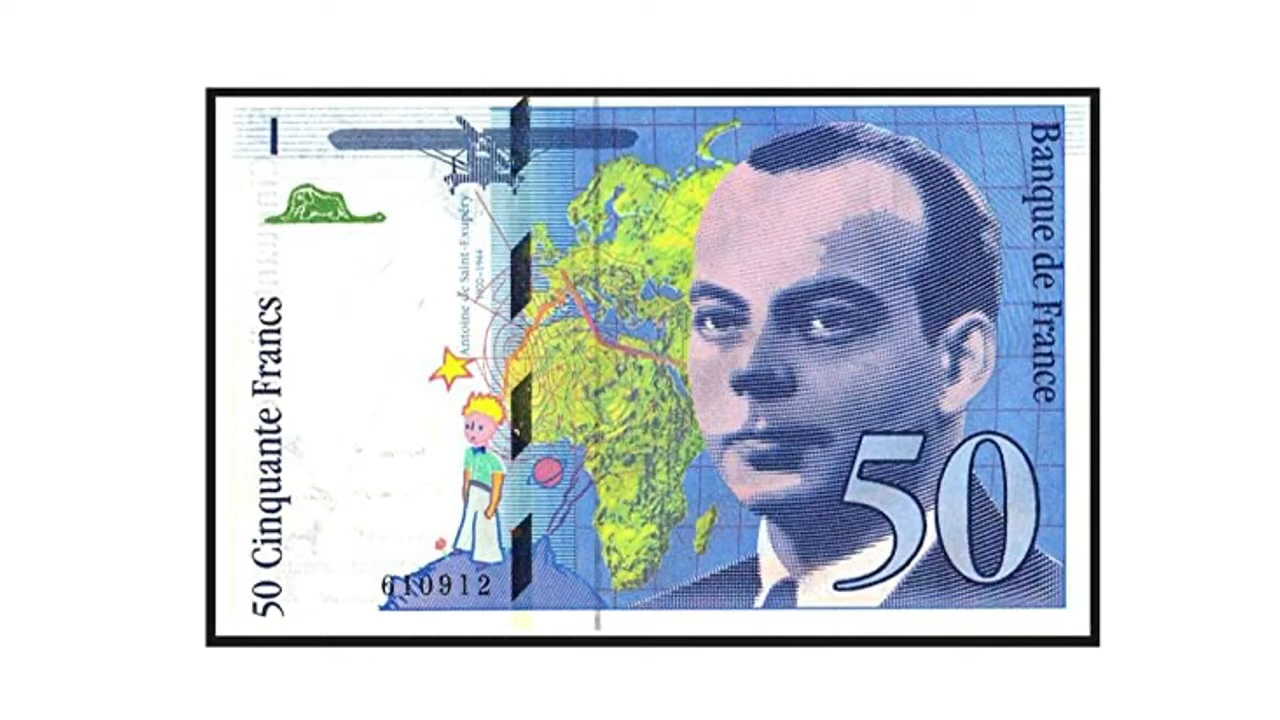 50 Cinquante Francs
Antoine de Saint-Exupéry
1900-1944
610912
Banque de France
50